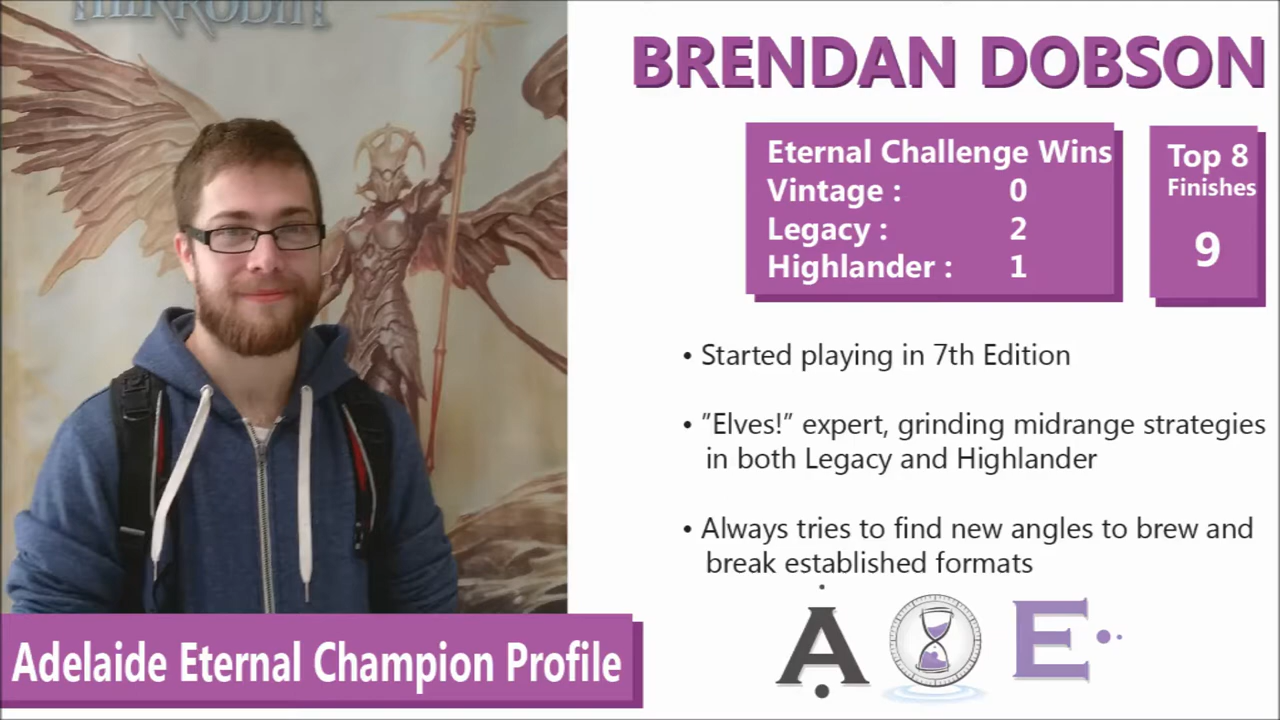 MIRRODIN
BRENDAN DOBSON
Eternal Challenge Wins
Vintage : 0
Legacy : 2
Highlander : 1
Top 8
Finishes
9
• Started playing in 7th Edition
• ”Elves!” expert, grinding midrange strategies
in both Legacy and Highlander
• Always tries to find new angles to brew and
break established formats
Adelaide Eternal Champion Profile
A E